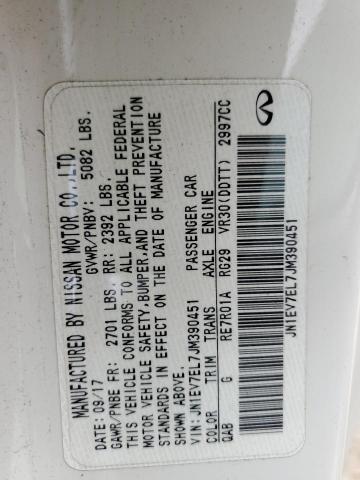 MANUFACTURED BY NISSAN MOTOR CO.,LTD.
DATE: 09/17 GVWR/PNBV: 5082 LBS.
GAWR/PNBE FR: 2701 LBS. RR: 2392 LBS.
THIS VEHICLE CONFORMS TO ALL APPLICABLE FEDERAL
MOTOR VEHICLE SAFETY,BUMPER,AND THEFT PREVENTION
STANDARDS IN EFFECT ON THE DATE OF MANUFACTURE
SHOWN ABOVE.
VIN: JN1EV7EL7JM390451 PASSENGER CAR
COLOR TRIM TRANS AXLE ENGINE
QAB G RE7R01A RG29 VR30(DDTT) 2997CC
JN1EV7EL7JM390451